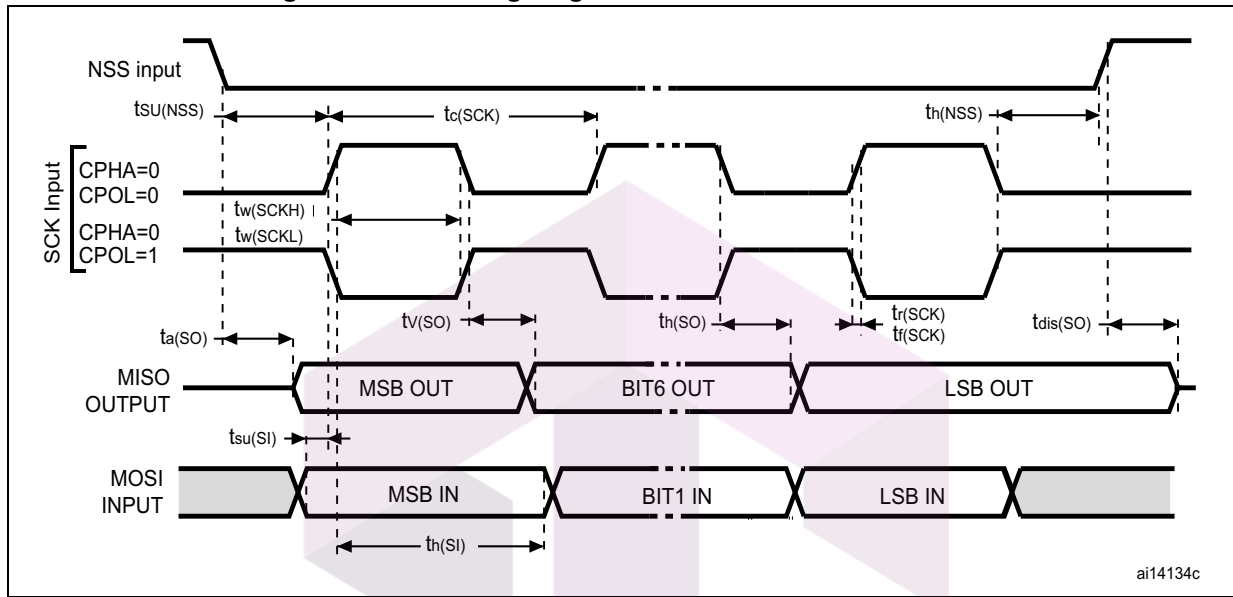 NSS input
tSU(NSS)
tc(SCK)
th(NSS)
SCK Input
CPHA=0
CPOL=0
tw(SCKH)
CPHA=0
CPOL=1
tw(SCKL)
tV(SO)
th(SO)
tr(SCK)
tf(SCK)
tdis(SO)
ta(SO)
MISO
OUTPUT
MSB OUT
BIT6 OUT
LSB OUT
tsu(SI)
MOSI
INPUT
MSB IN
BIT1 IN
LSB IN
th(SI)
ai14134c